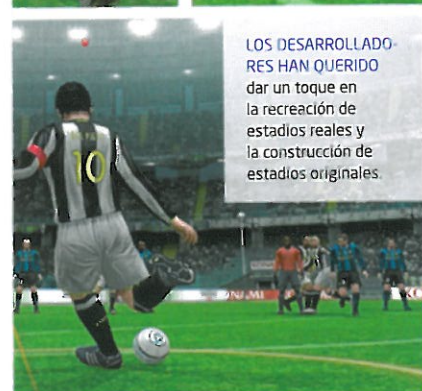 LOS DESARROLLADO-
RES HAN QUERIDO
dar un toque en
la recreación de
estadios reales y
la construcción de
estadios originales.
10